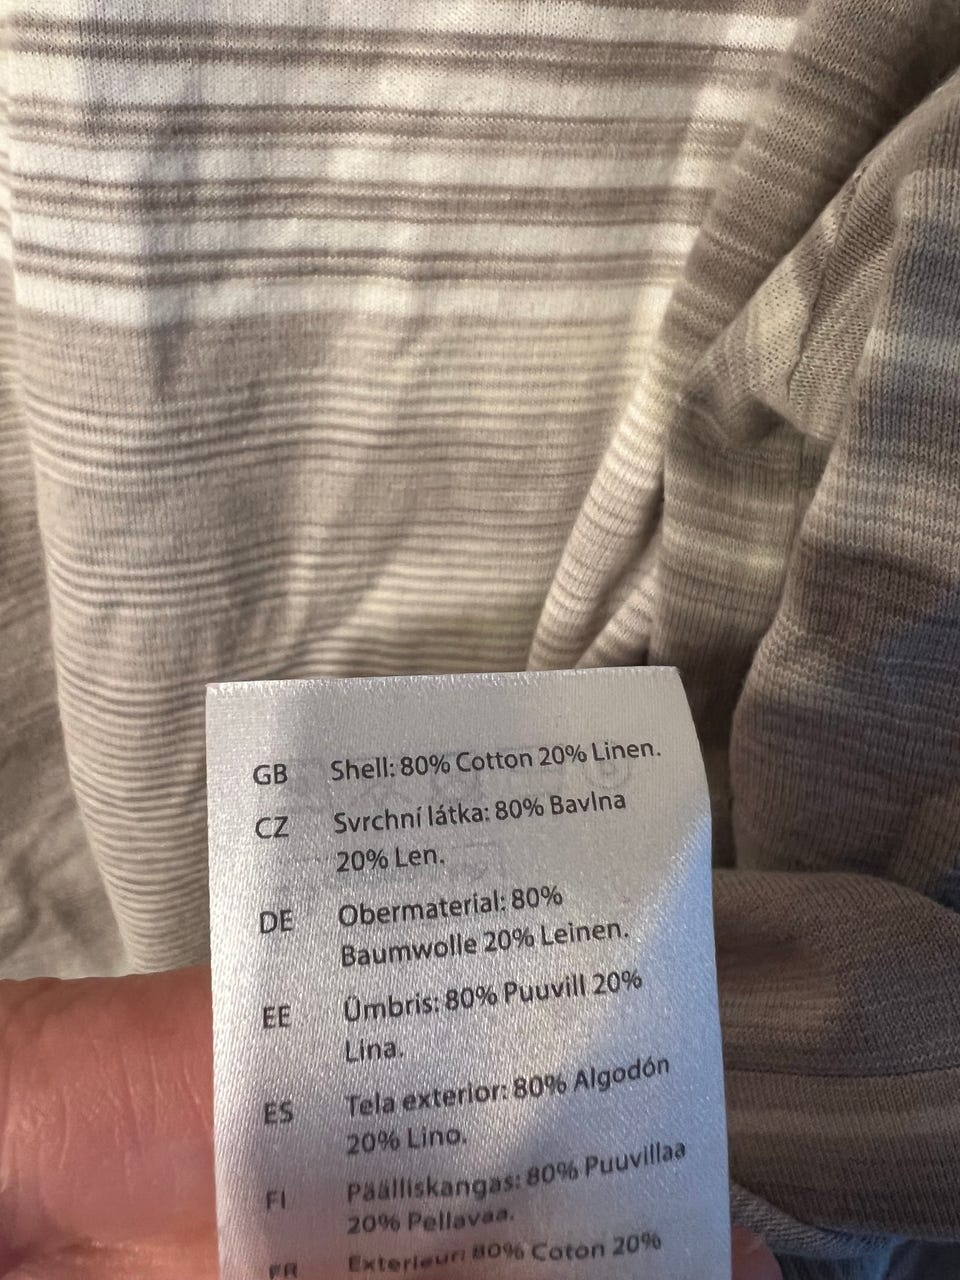 GB Shell: 80% Cotton 20% Linen.
CZ Svrchní látka: 80% Bavlna
20% Len.
DE Obermaterial: 80%
Baumwolle 20% Leinen.
EE Ümbris: 80% Puuvill 20%
Lina.
ES Tela exterior: 80% Algodón
20% Lino.
FI Päälliskangas: 80% Puuvillaa
20% Pellavaa.
FR Exterieur: 80% Coton 20%